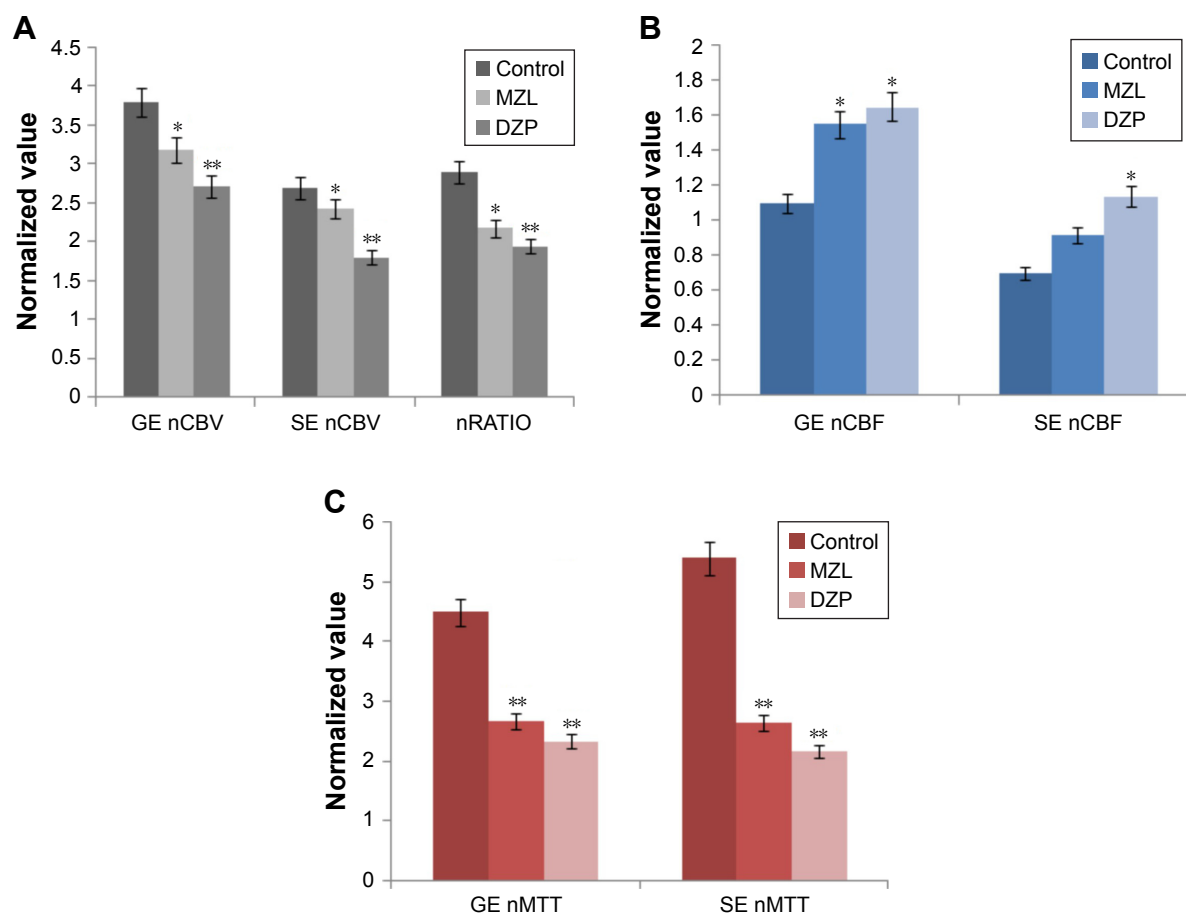 A
Normalized value
4.5
4
3.5
3
2.5
2
1.5
1
0.5
0
Control
MZL
DZP
*
**
*
**
*
**
GE nCBV
SE nCBV
nRATIO
B
Normalized value
2
1.8
1.6
1.4
1.2
1
0.8
0.6
0.4
0.2
0
Control
MZL
DZP
*
*
*
GE nCBF
SE nCBF
C
Normalized value
6
5
4
3
2
1
0
Control
MZL
DZP
**
**
**
**
GE nMTT
SE nMTT